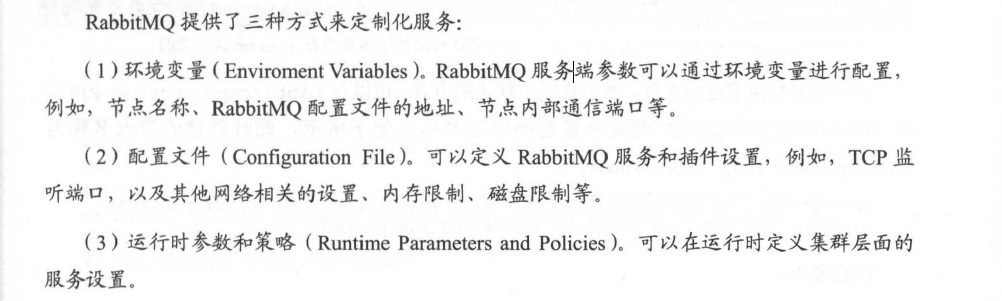 RabbitMQ 提供了三种方式来定制化服务：
（1）环境变量（Enviroment Variables）。RabbitMQ 服务端参数可以通过环境变量进行配置，
例如，节点名称、RabbitMQ 配置文件的地址、节点内部通信端口等。
（2）配置文件（Configuration File）。可以定义 RabbitMQ 服务和插件设置，例如，TCP 监
听端口，以及其他网络相关的设置、内存限制、磁盘限制等。
（3）运行时参数和策略（Runtime Parameters and Policies）。可以在运行时定义集群层面的
服务设置。